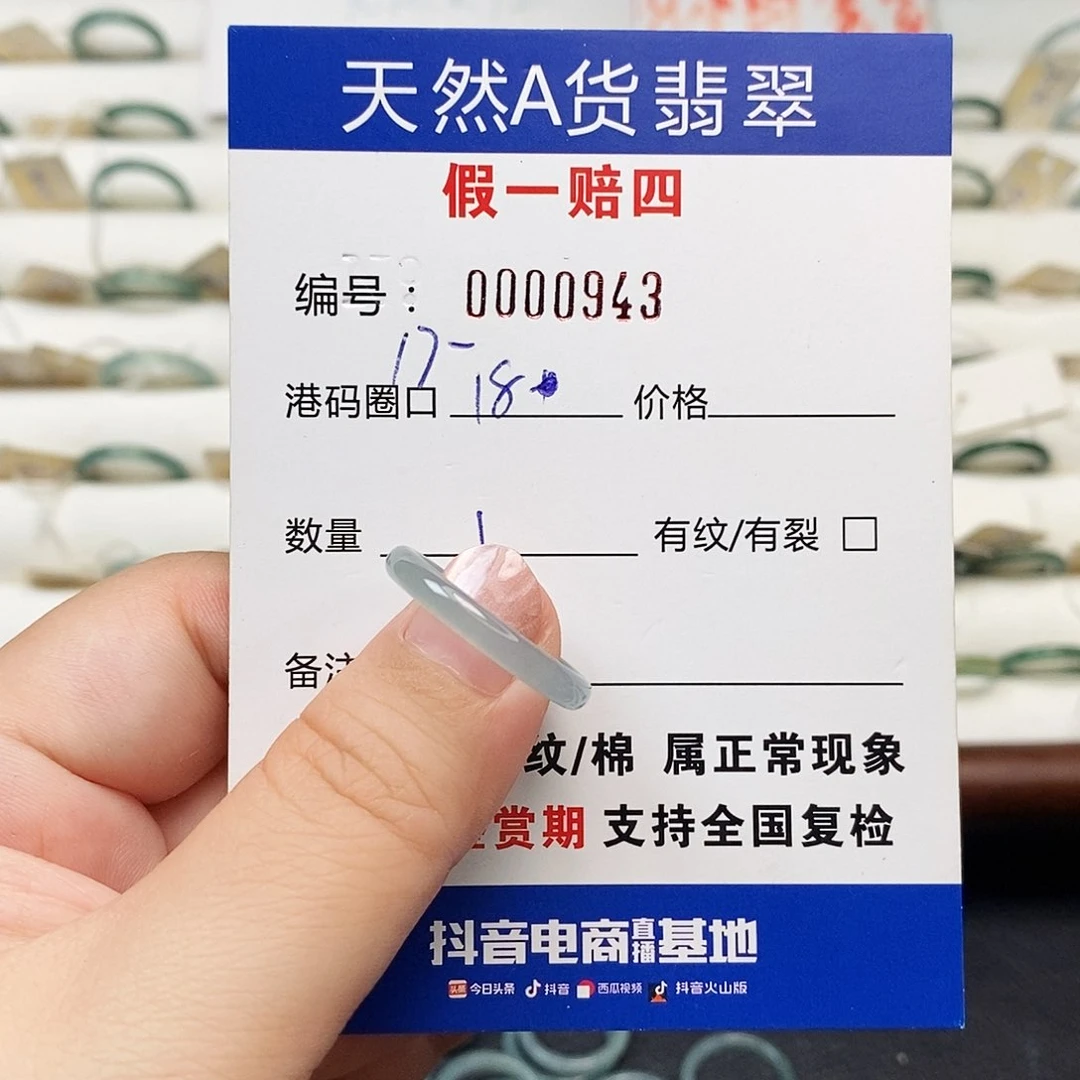 天然A货翡翠
假一赔四
编号： 0000943
17-
港码圈口 18 价格
数量 1 有纹/有裂 □
备注
纹/棉 属正常现象
赏期 支持全国复检
抖音电商直播基地
头条 今日头条 抖音 西瓜视频 抖音火山版